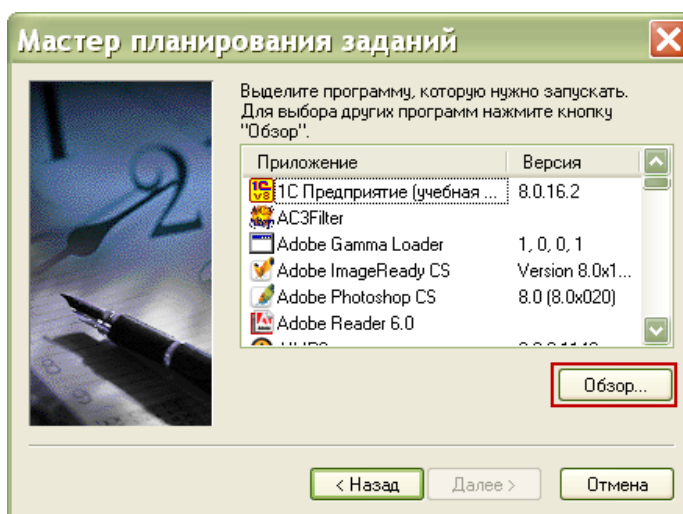 Мастер планирования заданий
Выделите программу, которую нужно запускать.
Для выбора других программ нажмите кнопку
"Обзор".
Приложение Версия
1С Предприятие (учебная ... 8.0.16.2
AC3Filter
Adobe Gamma Loader 1, 0, 0, 1
Adobe ImageReady CS Version 8.0x1...
Adobe Photoshop CS 8.0 (8.0x020)
Adobe Reader 6.0
Обзор...
< Назад Далее > Отмена